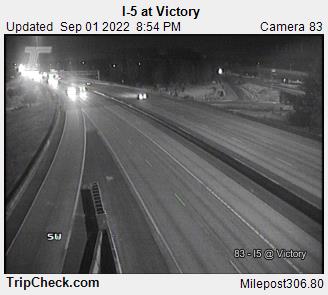 I-5 at Victory
Updated Sep 01 2022 8:54 PM Camera 83
SW
83 - I5 @ Victory
TripCheck.com Milepost306.80